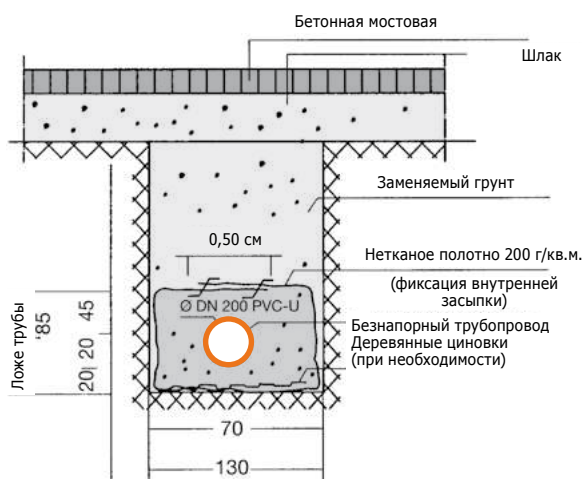 Бетонная мостовая
Шлак
Заменяемый грунт
0,50 см
Нетканое полотно 200 г/кв.м.
(фиксация внутренней
засыпки)
Ø DN 200 PVC-U
Безнапорный трубопровод
Деревянные циновки
(при необходимости)
Ложе трубы
'85
45
20
20
70
130